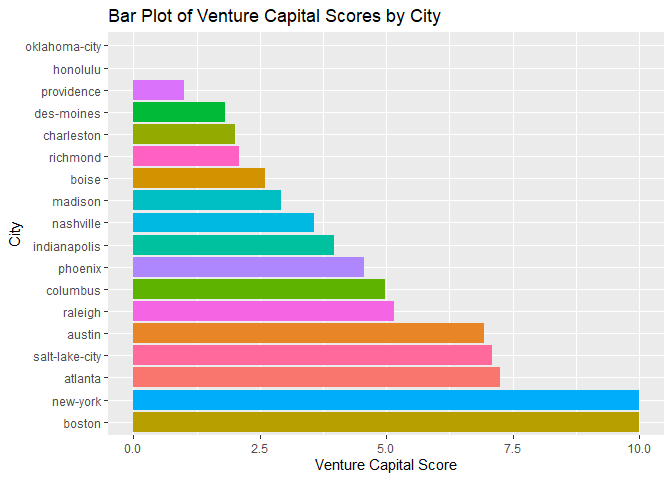 Bar Plot of Venture Capital Scores by City
oklahoma-city
honolulu
providence
des-moines
charleston
richmond
boise
madison
nashville
indianapolis
phoenix
columbus
raleigh
austin
salt-lake-city
atlanta
new-york
boston
City
0.0 2.5 5.0 7.5 10.0
Venture Capital Score